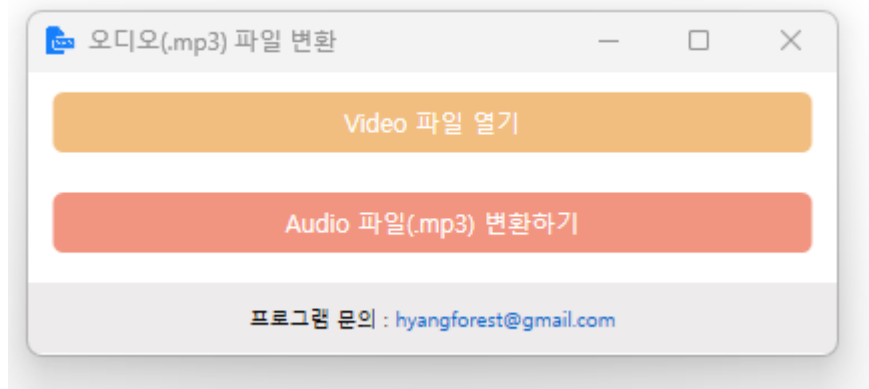 오디오(.mp3) 파일 변환
Video 파일 열기
Audio 파일(.mp3) 변환하기
프로그램 문의 : hyangforest@gmail.com